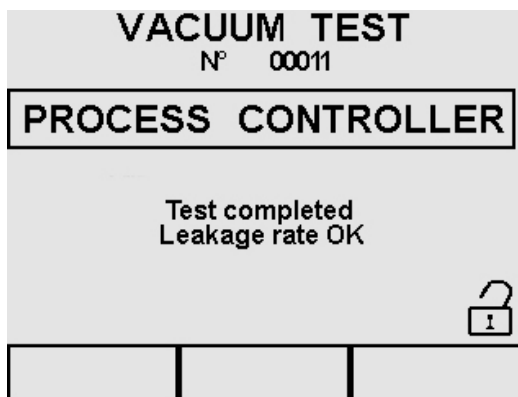 VACUUM TEST
N° 00011
PROCESS CONTROLLER
Test completed
Leakage rate OK
I